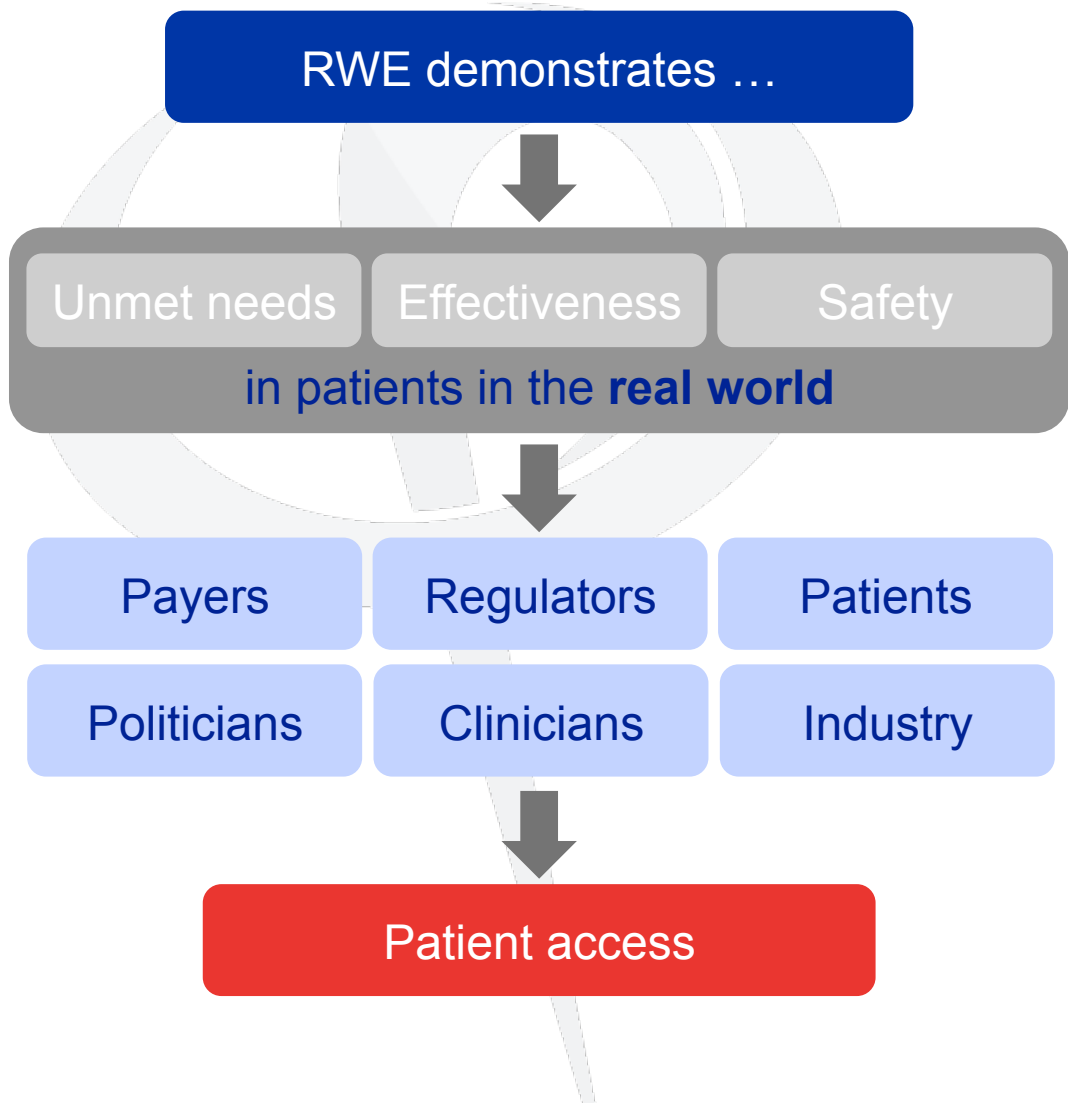 RWE demonstrates …
Unmet needs Effectiveness Safety
in patients in the real world
Payers Regulators Patients
Politicians Clinicians Industry
Patient access